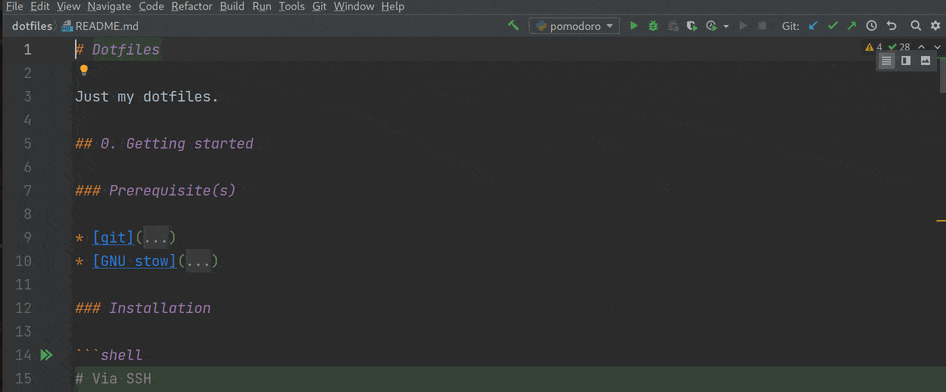 File Edit View Navigate Code Refactor Build Run Tools Git Window Help
dotfiles README.md pomodoro Git:
4 28
1 # Dotfiles
2
3 Just my dotfiles.
4
5 ## 0. Getting started
6
7 ### Prerequisite(s)
8
9 * [git](...)
10 * [GNU stow](...)
11
12 ### Installation
13
14 ```shell
15 # Via SSH